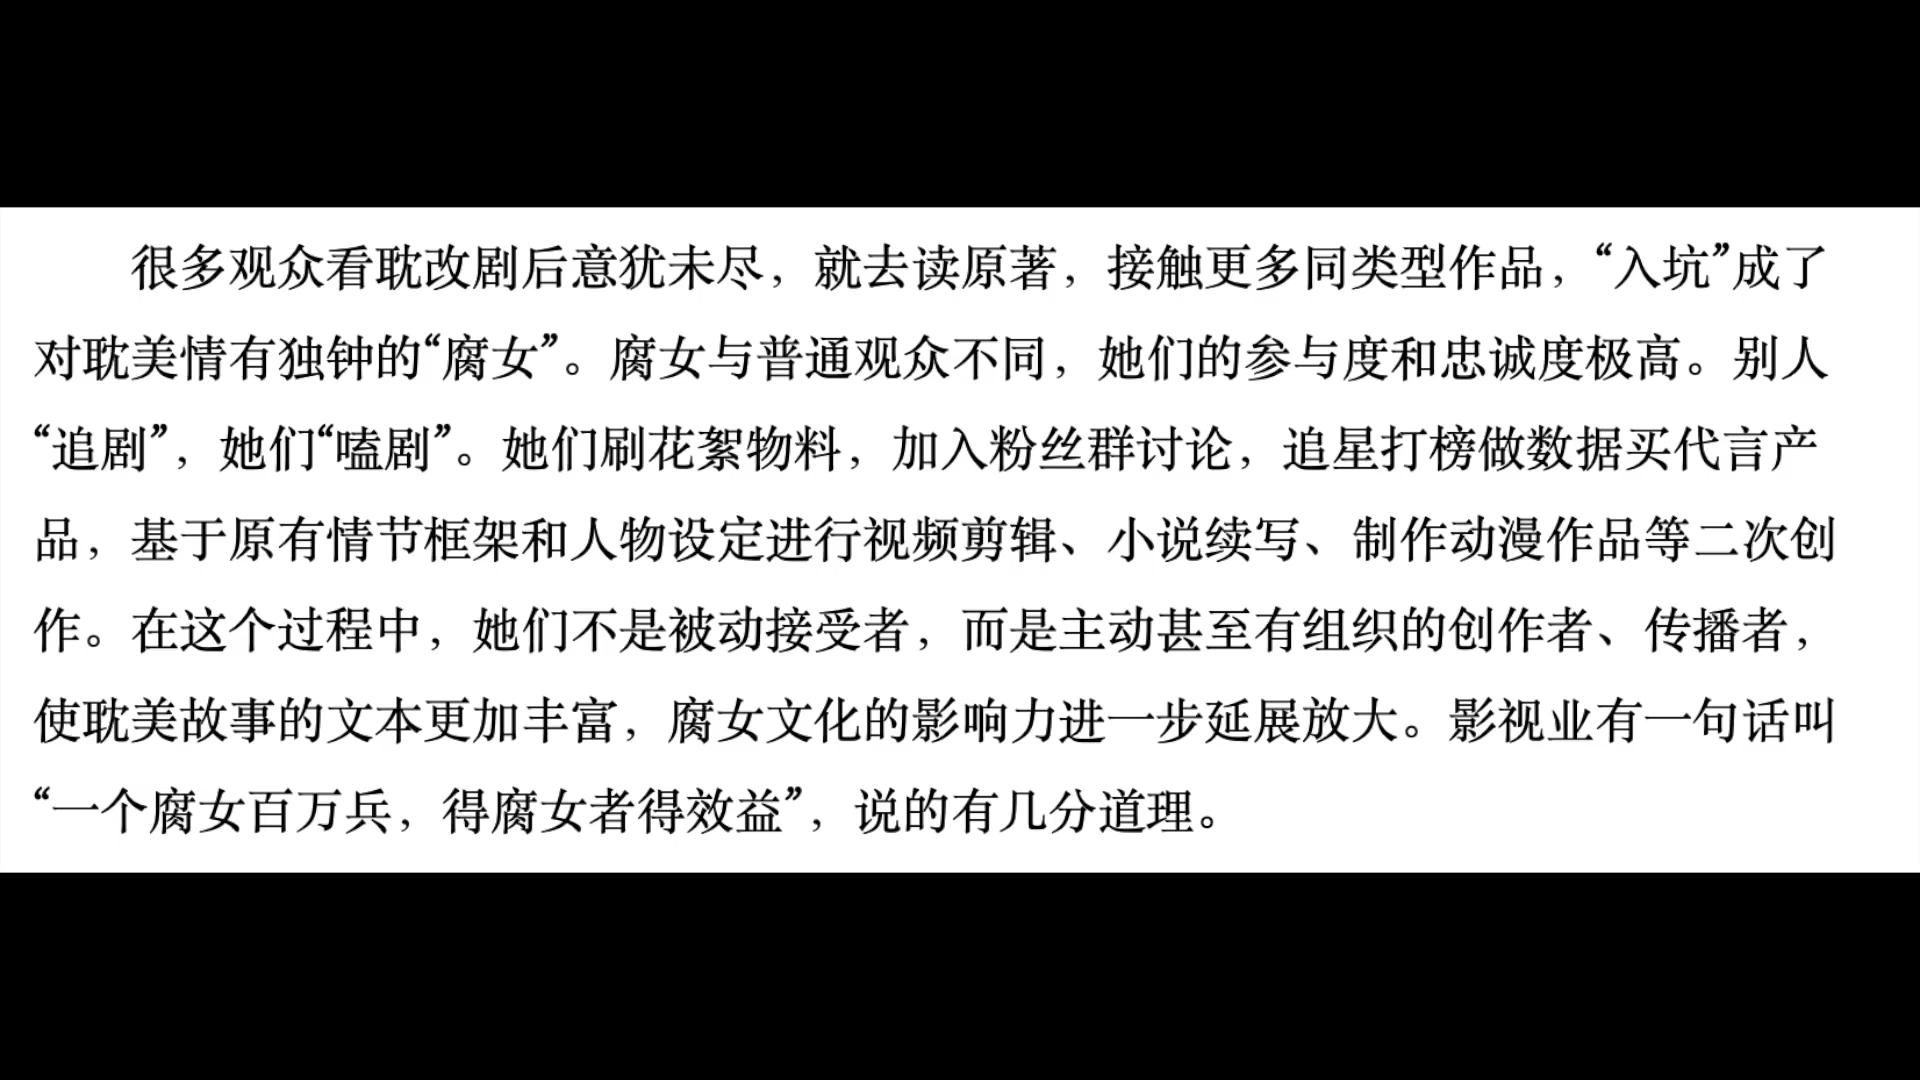 很多观众看耽改剧后意犹未尽，就去读原著，接触更多同类型作品，“入坑”成了
对耽美情有独钟的“腐女”。腐女与普通观众不同，她们的参与度和忠诚度极高。别人
“追剧”，她们“嗑剧”。她们刷花絮物料，加入粉丝群讨论，追星打榜做数据买代言产
品，基于原有情节框架和人物设定进行视频剪辑、小说续写、制作动漫作品等二次创
作。在这个过程中，她们不是被动接受者，而是主动甚至有组织的创作者、传播者，
使耽美故事的文本更加丰富，腐女文化的影响力进一步延展放大。影视业有一句话叫
“一个腐女百万兵，得腐女者得效益”，说的有几分道理。